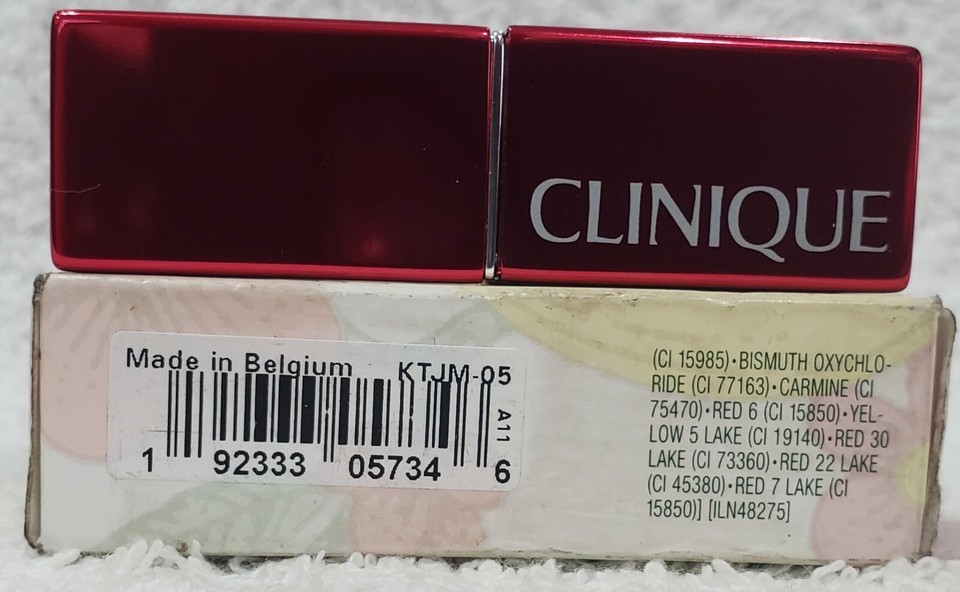 CLINIQUE
Made in Belgium KTJM-05
A11
1 92333 05734 6
(CI 15985)•BISMUTH OXYCHLO-
RIDE (CI 77163)•CARMINE (CI
75470)•RED 6 (CI 15850)•YEL-
LOW 5 LAKE (CI 19140)•RED 30
LAKE (CI 73360)•RED 22 LAKE
(CI 45380)•RED 7 LAKE (CI
15850)] [ILN48275]